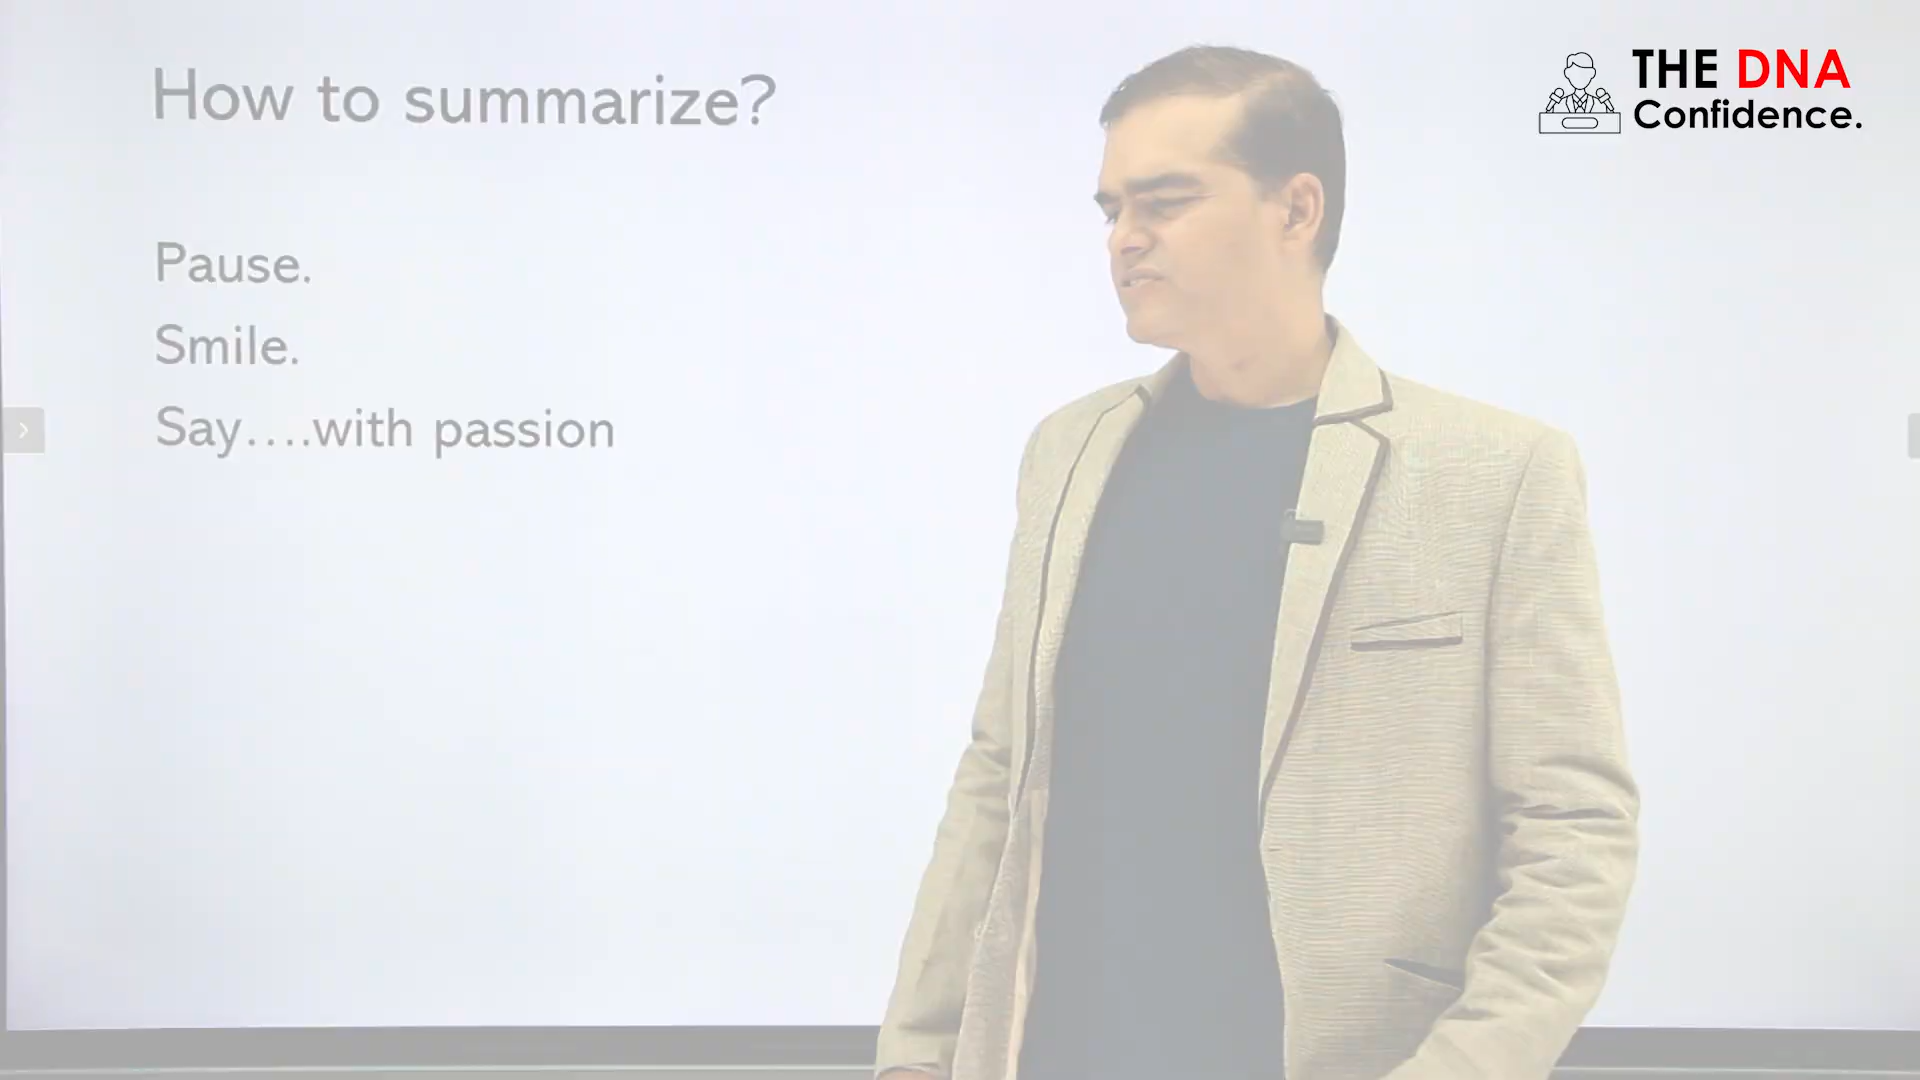 How to summarize?
Pause.
Smile.
Say....with passion
THE DNA
Confidence.